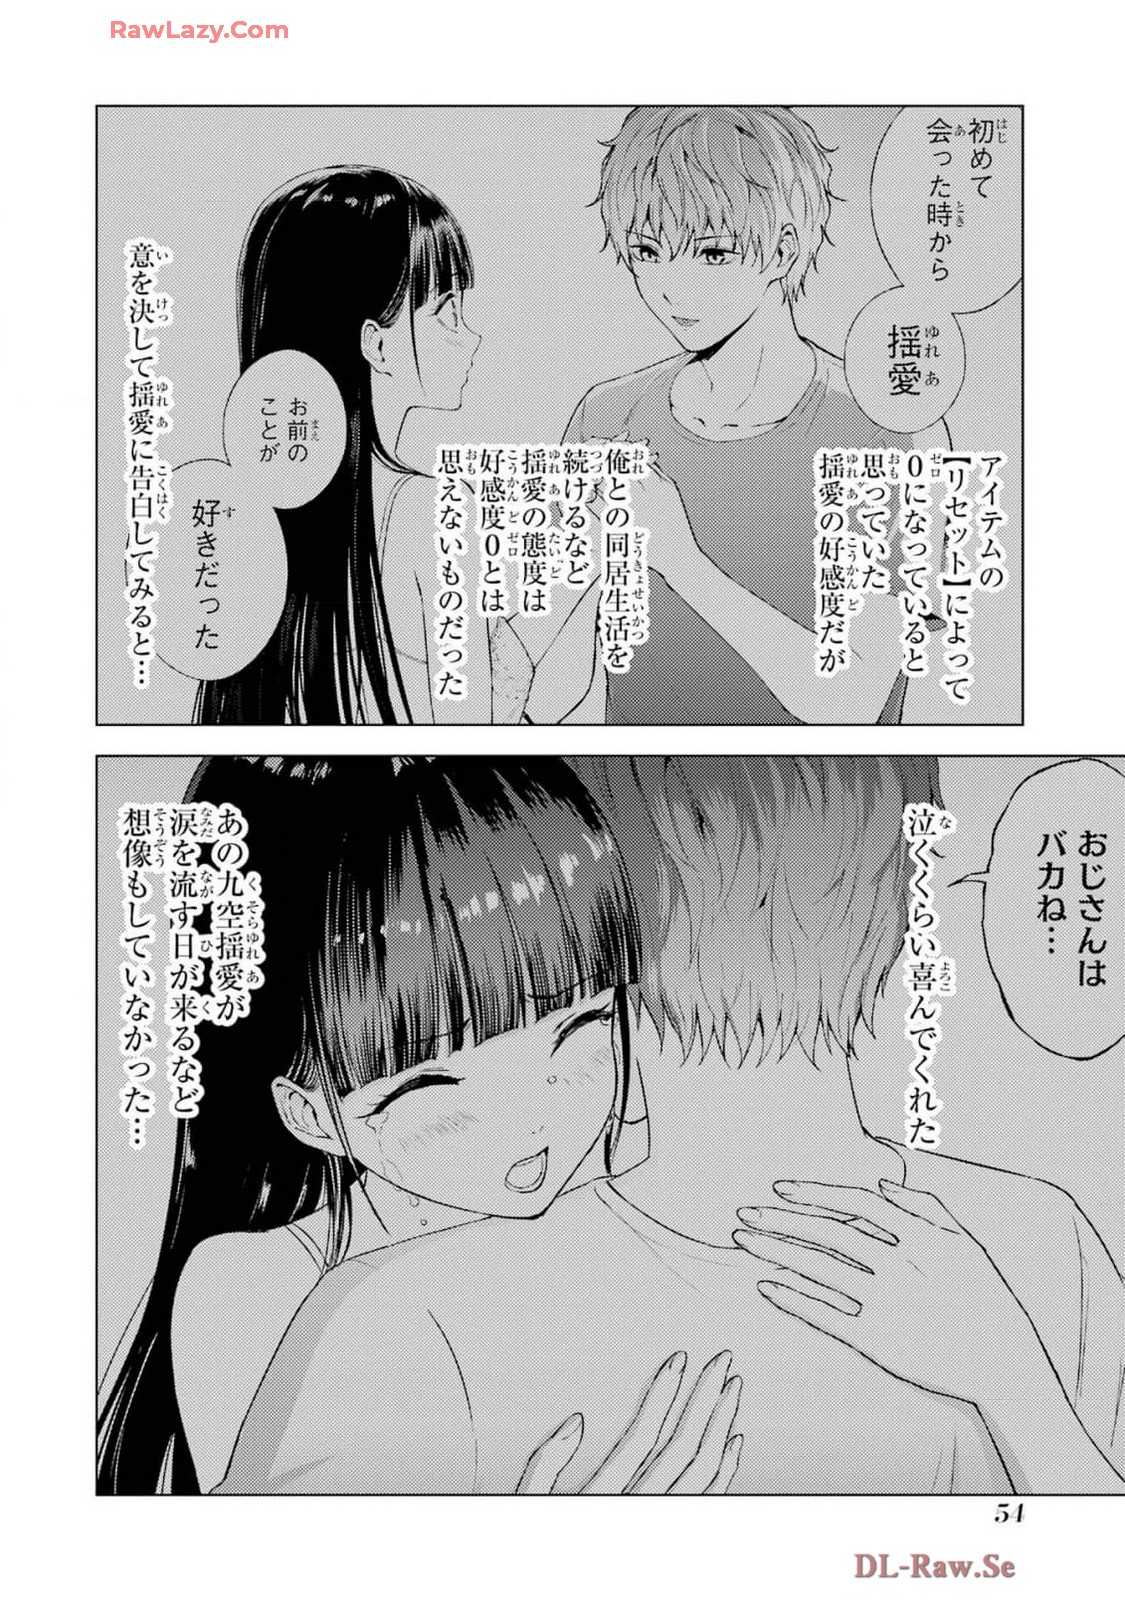 RawLazy.Com
初めて
会った時から
揺愛
アイテムの
【リセット】によって
0になっていると
思っていた
揺愛の好感度だが
俺との同居生活を
続けるなど
揺愛の態度は
好感度0とは
思えないものだった
お前の
ことが
好きだった
意を決して揺愛に告白してみると…
おじさんは
バカね…
泣くくらい喜んでくれた
あの九空揺愛が
涙を流す日が来るなど
想像もしていなかった…
54
DL-Raw.Se